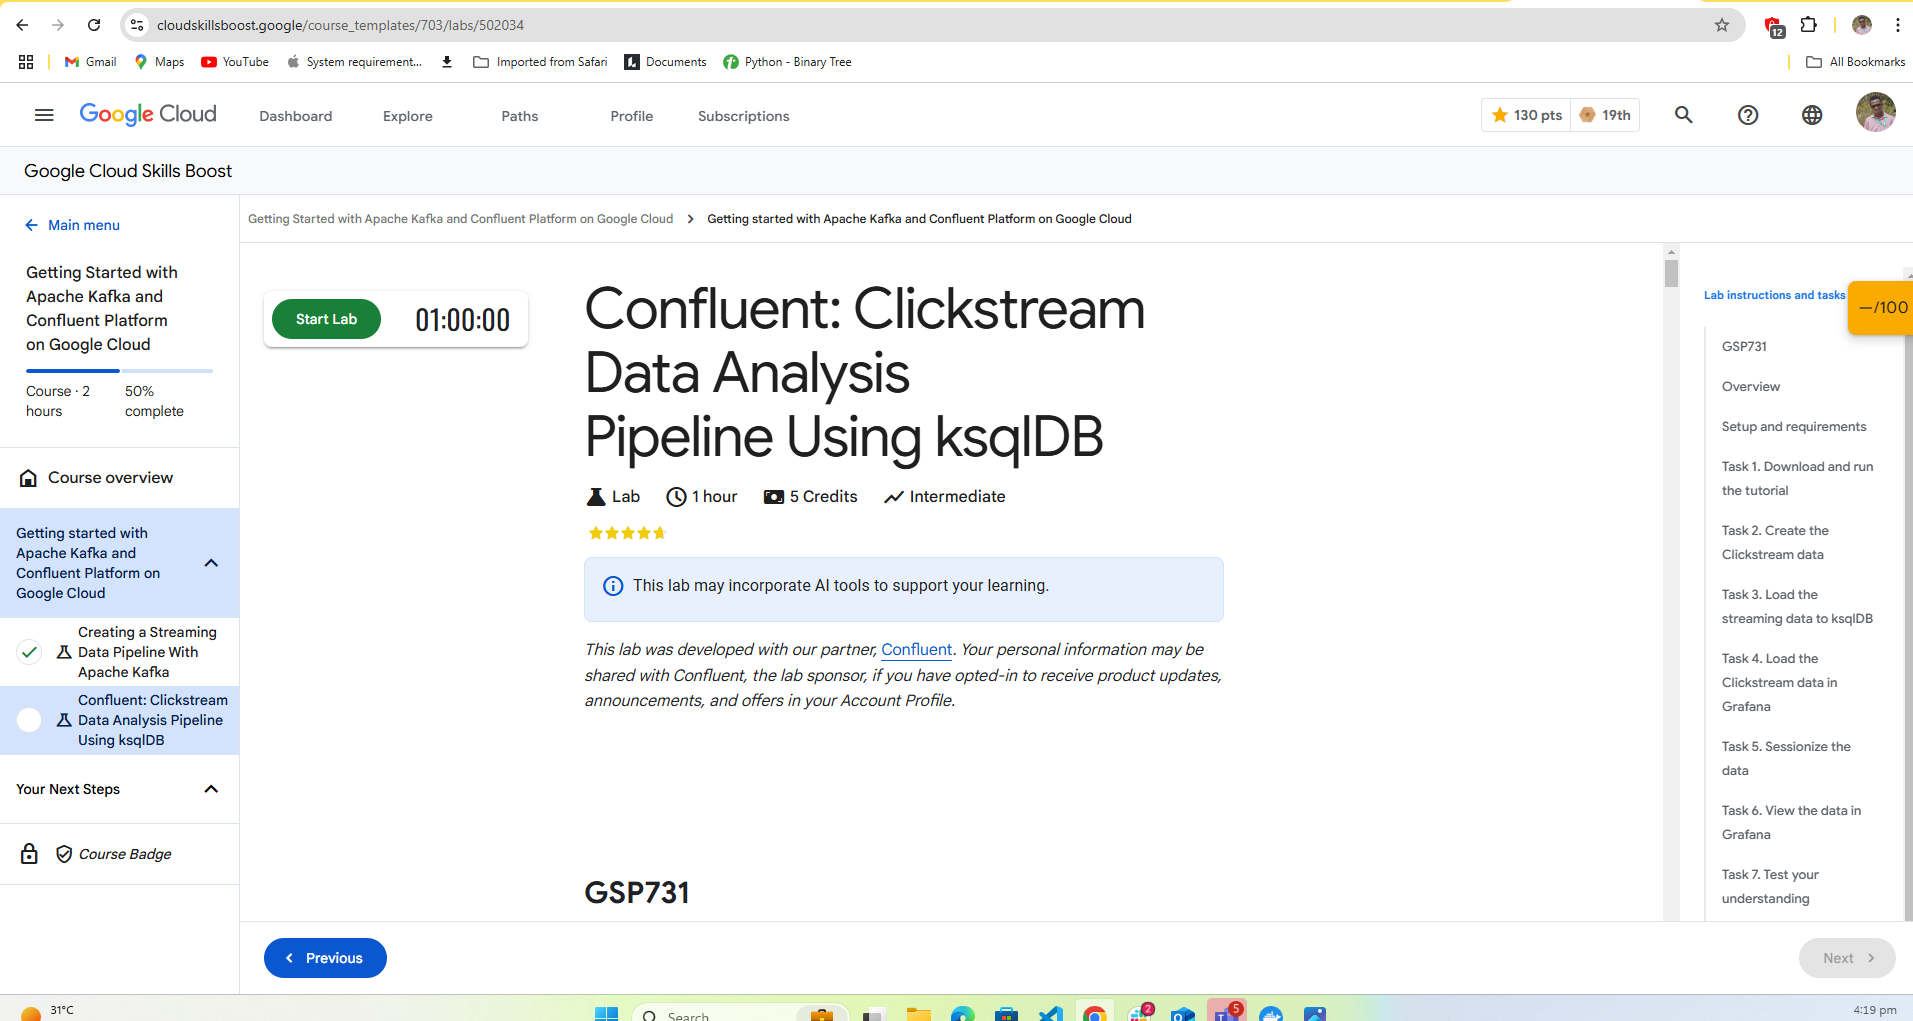 cloudskillsboost.google/course_templates/703/labs/502034
12
Gmail
Maps
YouTube
System requirement...
Imported from Safari
Documents
Python - Binary Tree
All Bookmarks
Google Cloud
Dashboard
Explore
Paths
Profile
Subscriptions
130 pts
19th
Google Cloud Skills Boost
Main menu
Getting Started with
Apache Kafka and
Confluent Platform
on Google Cloud
Course · 2
hours
50%
complete
Course overview
Getting started with
Apache Kafka and
Confluent Platform on
Google Cloud
Creating a Streaming
Data Pipeline With
Apache Kafka
Confluent: Clickstream
Data Analysis Pipeline
Using ksqlDB
Your Next Steps
Course Badge
Getting Started with Apache Kafka and Confluent Platform on Google Cloud
Getting started with Apache Kafka and Confluent Platform on Google Cloud
Start Lab
01:00:00
Confluent: Clickstream
Data Analysis
Pipeline Using ksqlDB
Lab
1 hour
5 Credits
Intermediate
This lab may incorporate AI tools to support your learning.
This lab was developed with our partner, Confluent. Your personal information may be
shared with Confluent, the lab sponsor, if you have opted-in to receive product updates,
announcements, and offers in your Account Profile.
GSP731
Lab instructions and tasks
—/100
GSP731
Overview
Setup and requirements
Task 1. Download and run
the tutorial
Task 2. Create the
Clickstream data
Task 3. Load the
streaming data to ksqlDB
Task 4. Load the
Clickstream data in
Grafana
Task 5. Sessionize the
data
Task 6. View the data in
Grafana
Task 7. Test your
understanding
Previous
Next
31°C
Search
2
5
4:19 pm